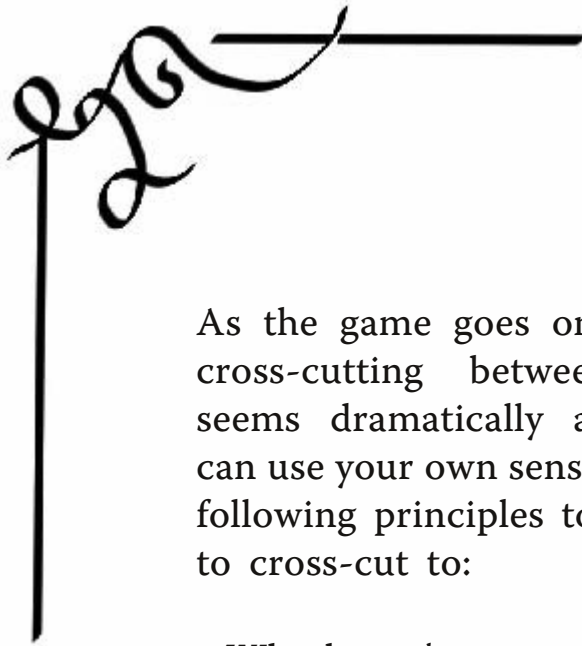 As the game goes on
cross-cutting betwee
seems dramatically a
can use your own sens
following principles to
to cross-cut to: